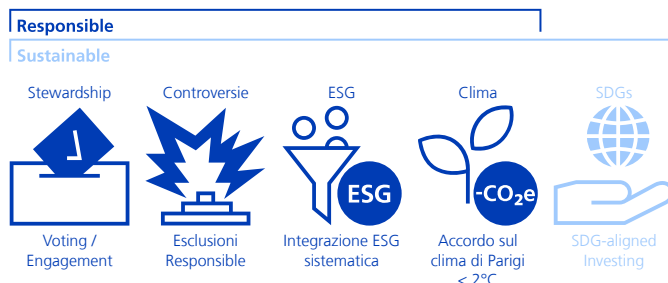 Responsible
Sustainable
Stewardship
Controversie
ESG
Clima
SDGs
ESG
-CO₂e
Voting /
Engagement
Esclusioni
Responsible
Integrazione ESG
sistematica
Accordo sul
clima di Parigi
< 2°C
SDG-aligned
Investing